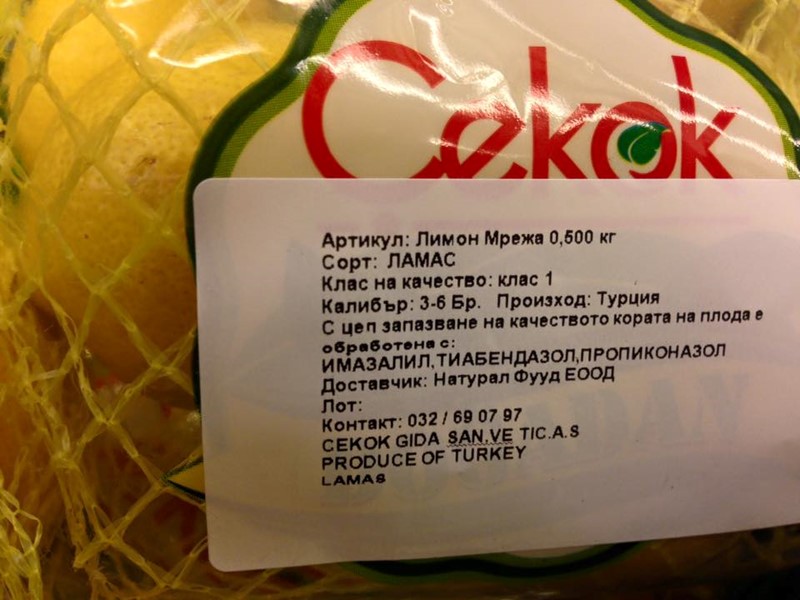 Cekok
Артикул: Лимон Мрежа 0,500 кг
Сорт: ЛАМАС
Клас на качество: клас 1
Калибър: 3-6 Бр. Произход: Турция
С цел запазване на качеството кората на плода е
обработена с:
ИМАЗАЛИЛ,ТИАБЕНДАЗОЛ,ПРОПИКОНАЗОЛ
Доставчик: Натурал Фууд ЕООД
Лот:
Контакт: 032 / 69 07 97
CEKOK GIDA SAN.VE TIC.A.S
PRODUCE OF TURKEY
LAMAS